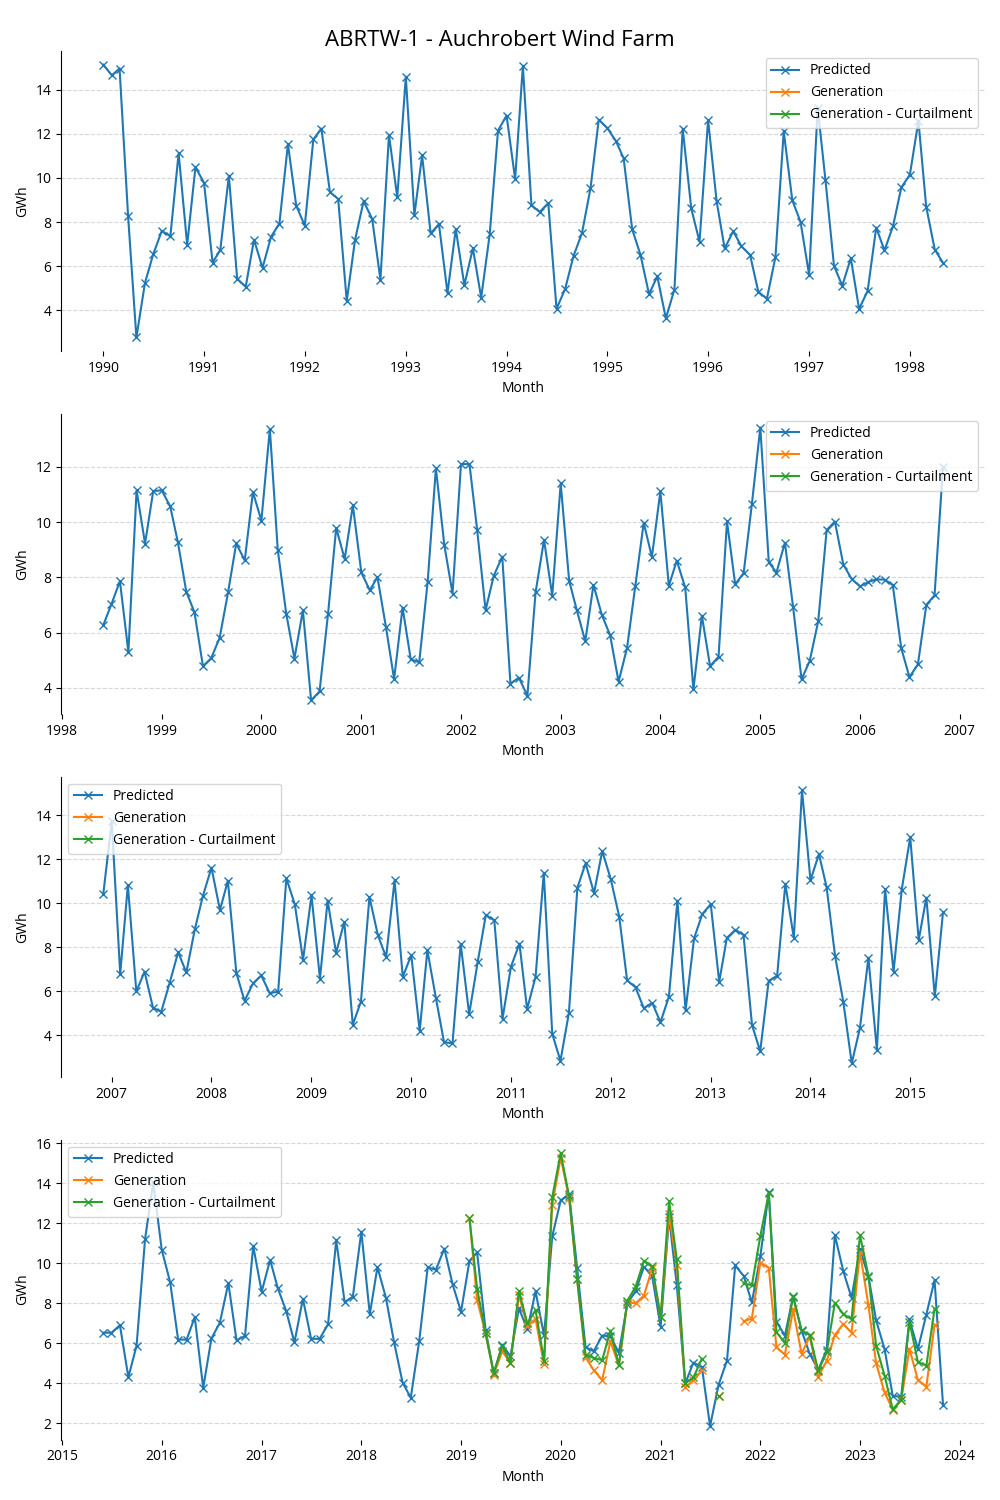 ABRTW-1 - Auchrobert Wind Farm
Predicted
Generation
Generation - Curtailment
GWh
14
12
10
8
6
4
1990 1991 1992 1993 1994 1995 1996 1997 1998
Month
Predicted
Generation
Generation - Curtailment
GWh
12
10
8
6
4
1998 1999 2000 2001 2002 2003 2004 2005 2006 2007
Month
Predicted
Generation
Generation - Curtailment
GWh
14
12
10
8
6
4
2007 2008 2009 2010 2011 2012 2013 2014 2015
Month
Predicted
Generation
Generation - Curtailment
GWh
16
14
12
10
8
6
4
2
2015 2016 2017 2018 2019 2020 2021 2022 2023 2024
Month